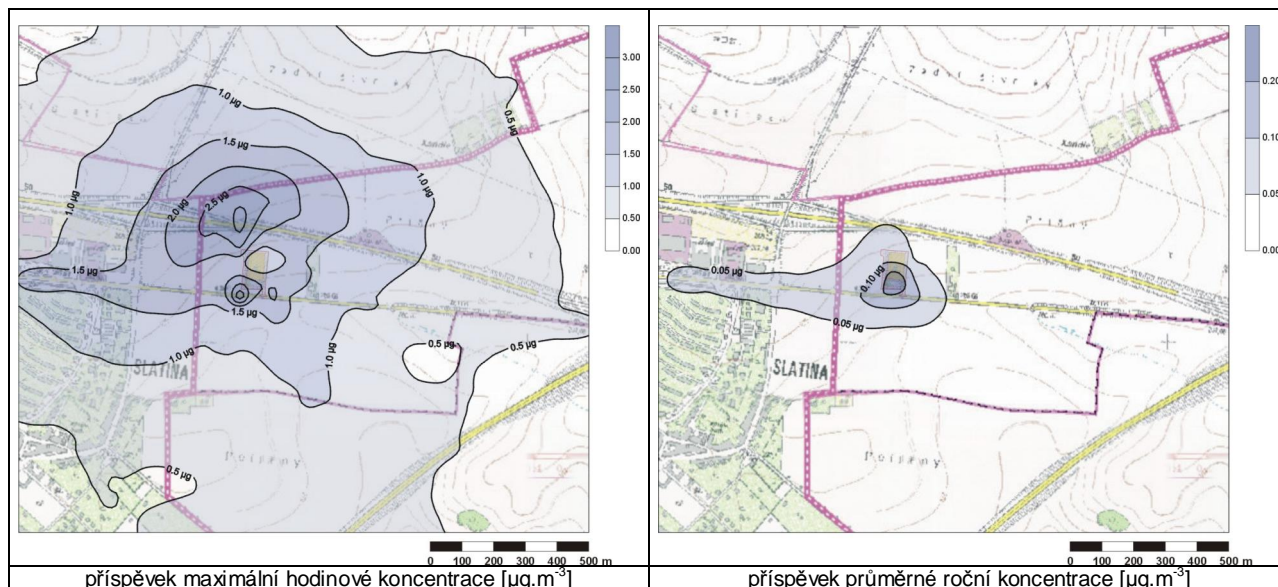 3.00
2.50
2.00
1.50
1.00
0.50
0.00
1.0 µg
0.5 µg
1.5 µg
1.0 µg
1.0 µg
2.0 µg
2.5 µg
1.5 µg
1.5 µg
1.0 µg
1.0 µg
0.5 µg
0.5 µg
SLATINA
0.5 µg
0 100 200 300 400 500 m
příspěvek maximální hodinové koncentrace [µg.m-3]
0.20
0.10
0.05
0.00
0.05 µg
0.10 µg
0.05 µg
SLATINA
0 100 200 300 400 500 m
příspěvek průměrné roční koncentrace [µg.m-3]